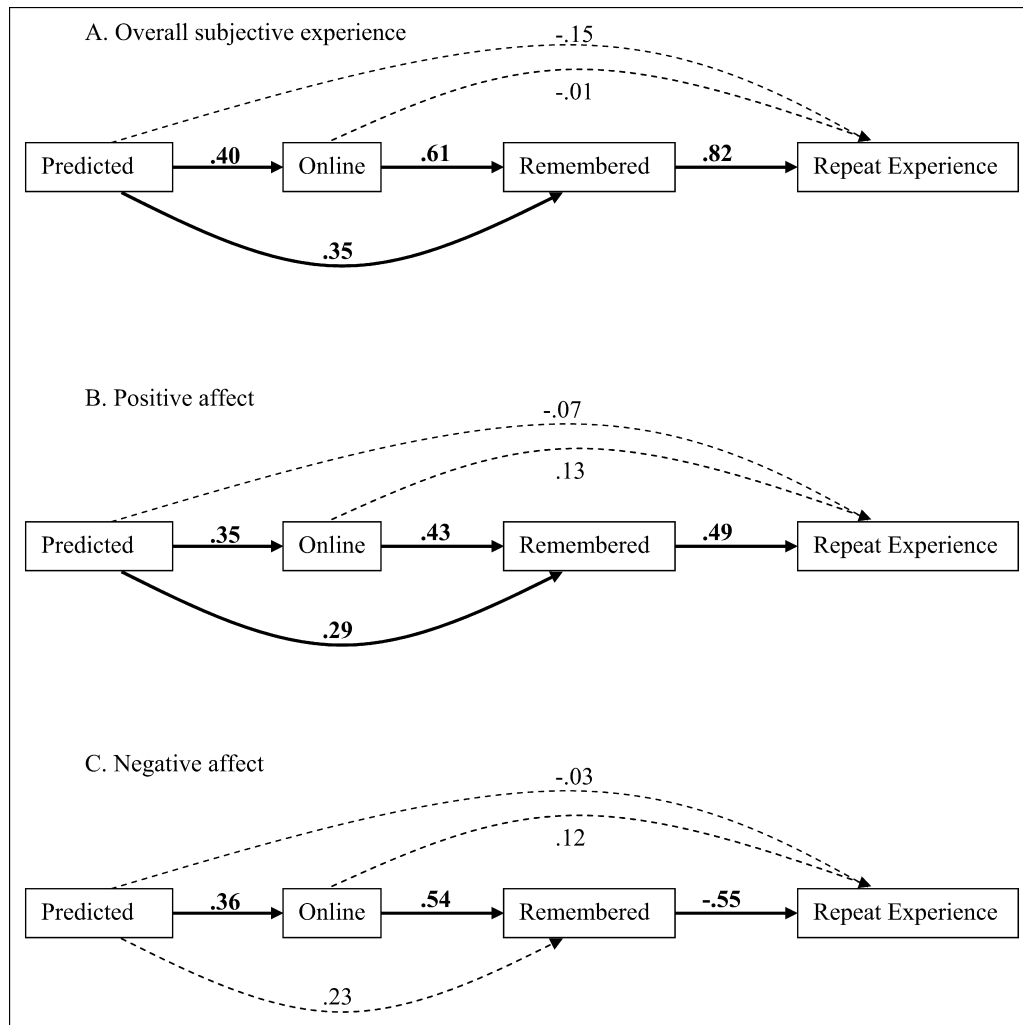 A. Overall subjective experience
-.15
-.01
Predicted .40 Online .61 Remembered .82 Repeat Experience
.35
B. Positive affect
-.07
.13
Predicted .35 Online .43 Remembered .49 Repeat Experience
.29
C. Negative affect
-.03
.12
Predicted .36 Online .54 Remembered -.55 Repeat Experience
.23